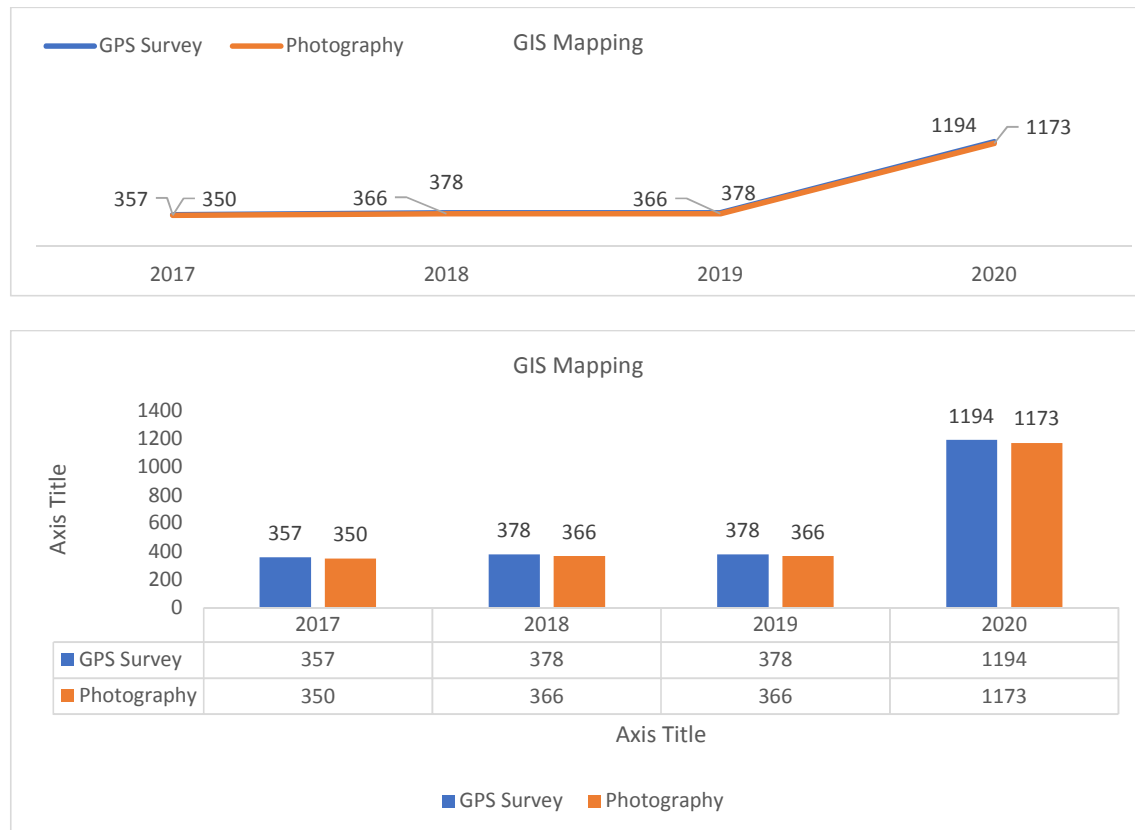 GPS Survey Photography GIS Mapping
1194 1173
378 378
357 350 366 366
2017 2018 2019 2020
GIS Mapping
1400
1200
1000
800
600
400
200
0
Axis Title
357 350 378 366 378 366 1194 1173
2017 2018 2019 2020
GPS Survey 357 378 378 1194
Photography 350 366 366 1173
Axis Title
GPS Survey Photography